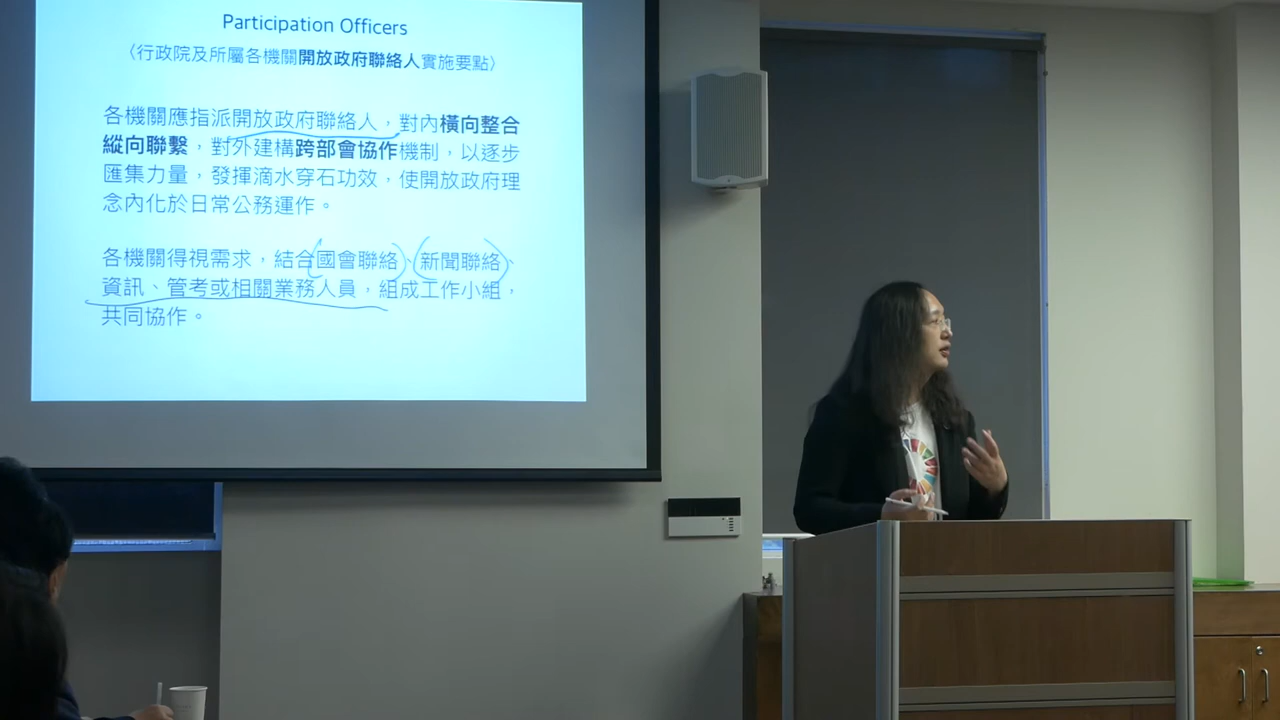 Participation Officers
（行政院及所屬各機關開放政府聯絡人實施要點）
各機關應指派開放政府聯絡人，對內橫向整合
縱向聯繫，對外建構跨部會協作機制，以逐步
匯集力量，發揮滴水穿石功效，使開放政府理
念內化於日常公務運作。
各機關得視需求，結合國會聯絡、新聞聯絡、
資訊、管考或相關業務人員，組成工作小組，
共同協作。